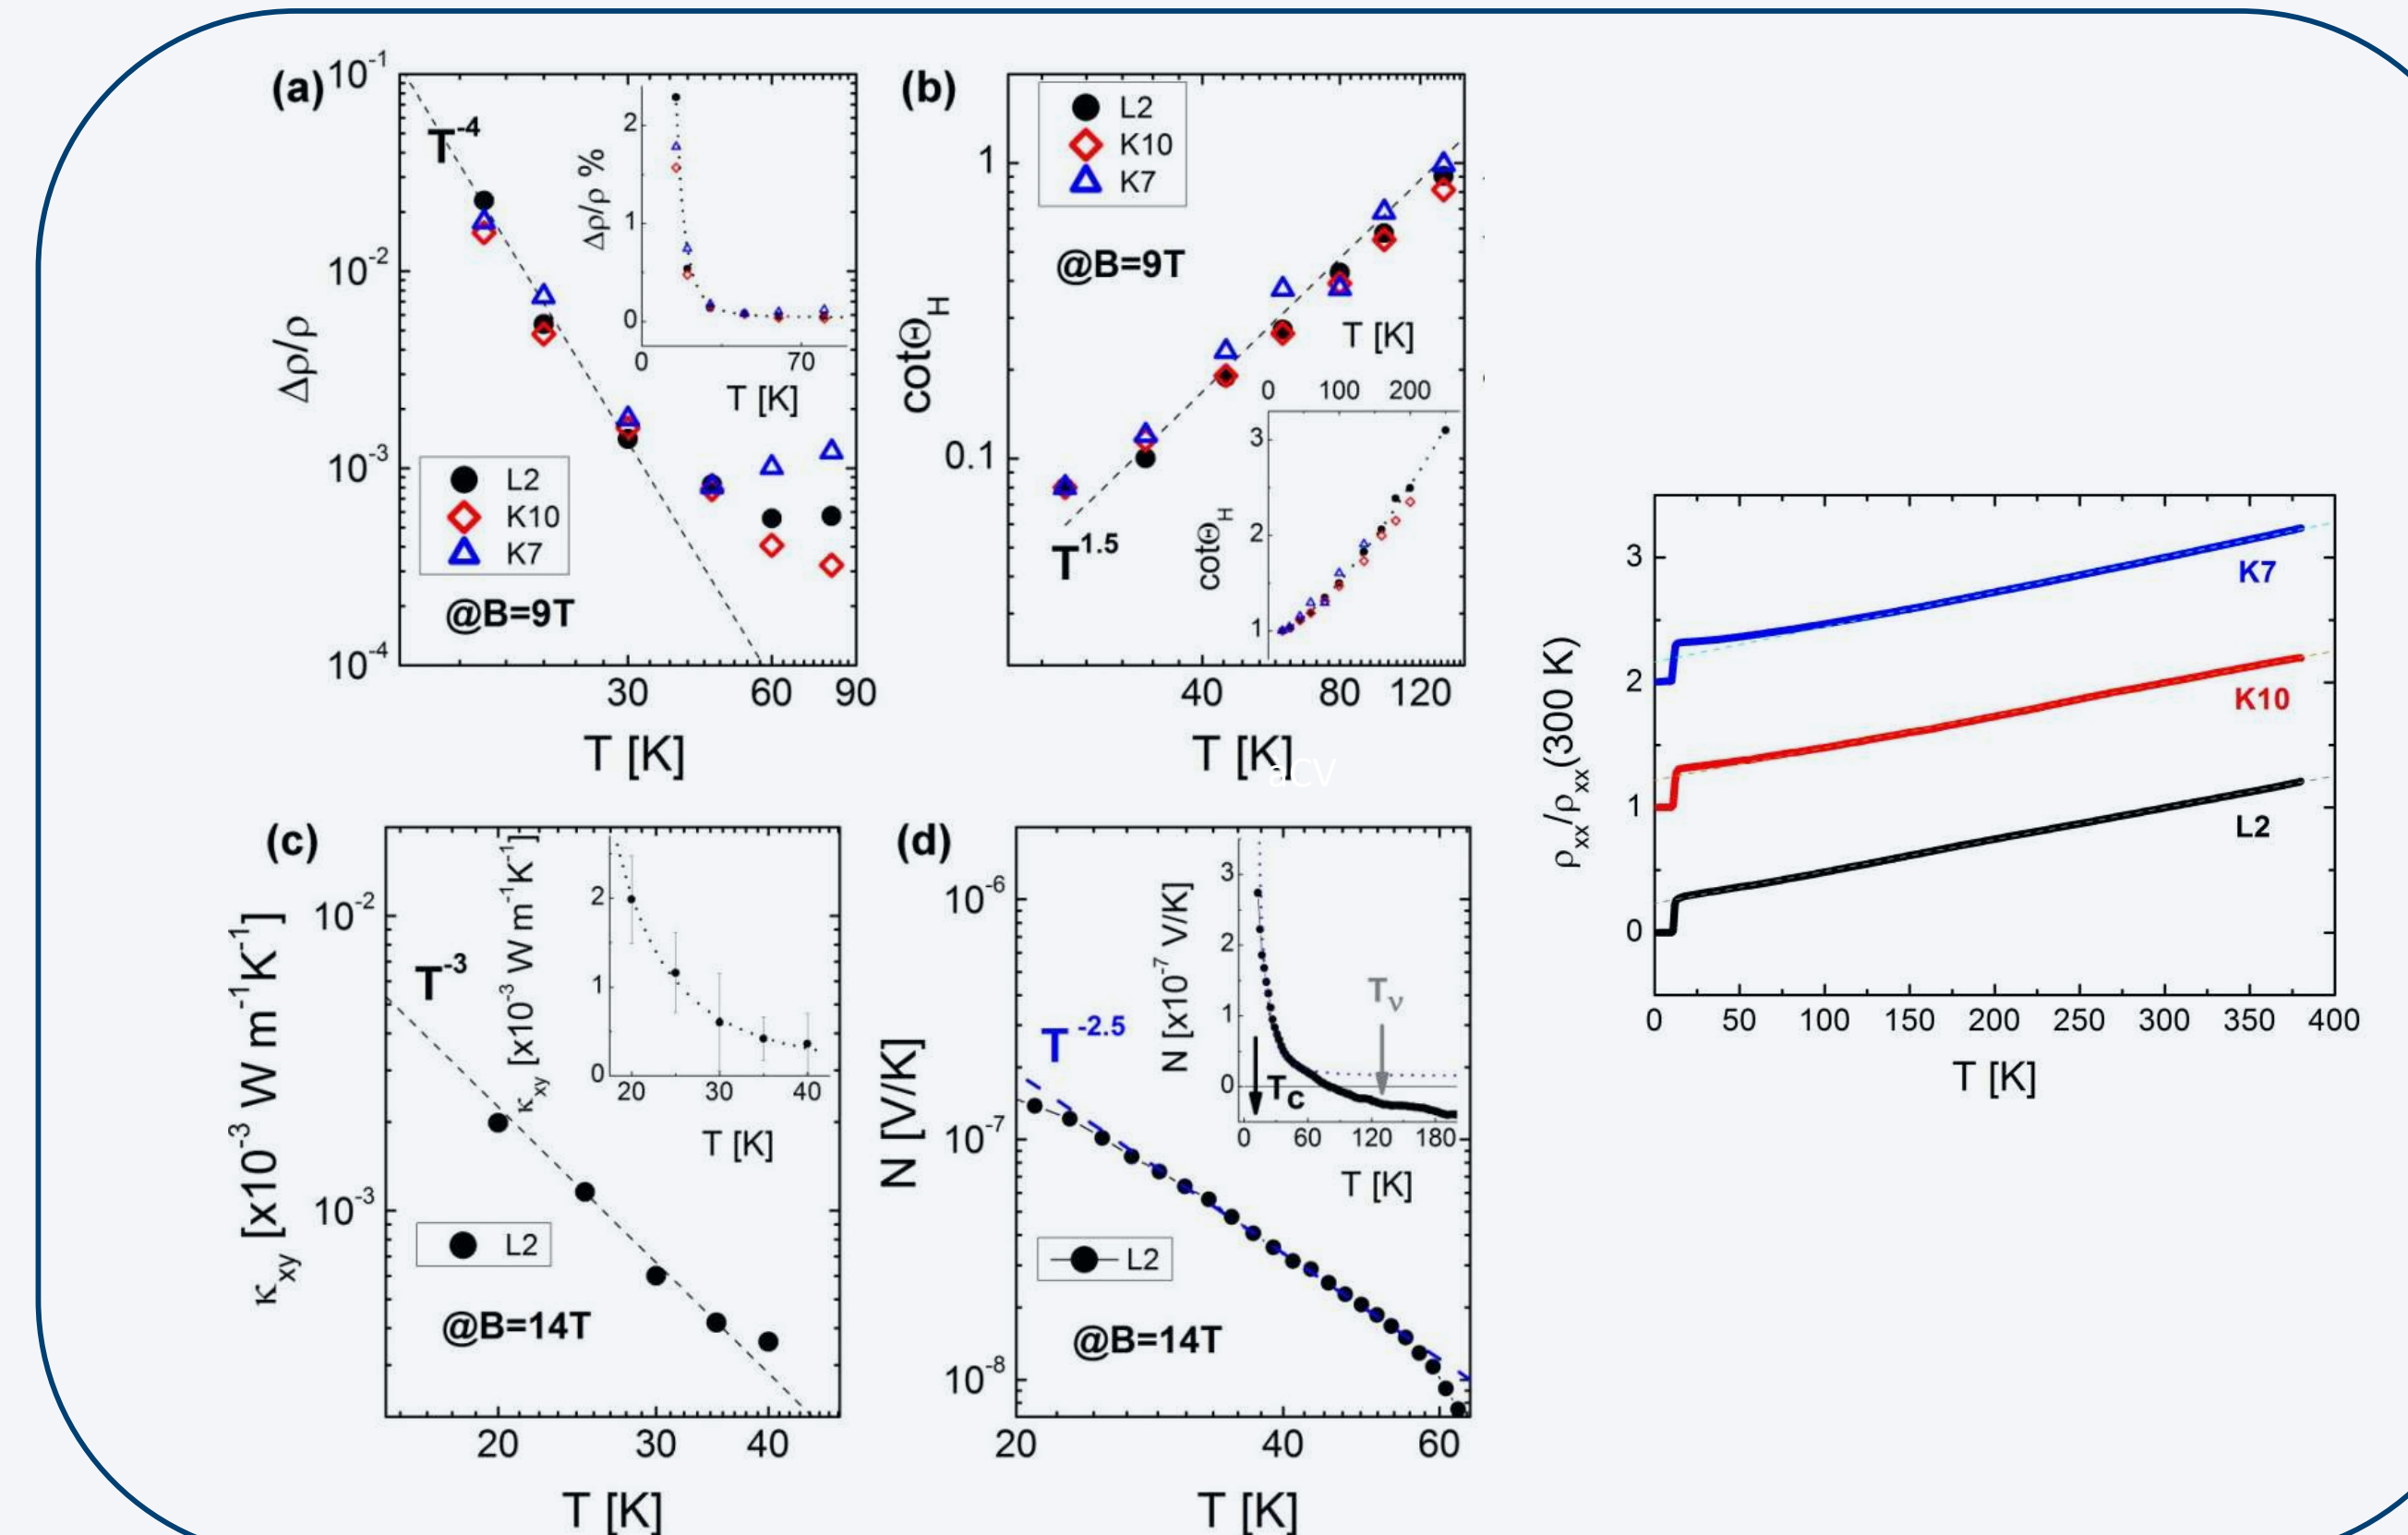 (a)
10⁻¹
10⁻²
10⁻³
10⁻⁴
Δρ/ρ
T⁻⁴
Δρ/ρ %
2
1
0
0 70
T [K]
L2
K10
K7
@B=9T
30 60 90
T [K]
(b)
1
0.1
cotΘ_H
L2
K10
K7
@B=9T
T [K]
0 100 200
3
2
1
cotΘ_H
T¹·⁵
40 80 120
T [K]
acv
(c)
10⁻²
10⁻³
κ_xy [x10⁻³ W m⁻¹K⁻¹]
T⁻³
κ_xy [x10⁻³ W m⁻¹K⁻¹]
2
1
0
20 30 40
T [K]
L2
@B=14T
20 30 40
T [K]
(d)
10⁻⁶
10⁻⁷
10⁻⁸
N [V/K]
T⁻²·⁵
N [x10⁻⁷ V/K]
3
2
1
0
T_ν
T_C
0 60 120 180
T [K]
L2
@B=14T
20 40 60
T [K]
ρ_xx/ρ_xx(300 K)
3
2
1
0
K7
K10
L2
0 50 100 150 200 250 300 350 400
T [K]